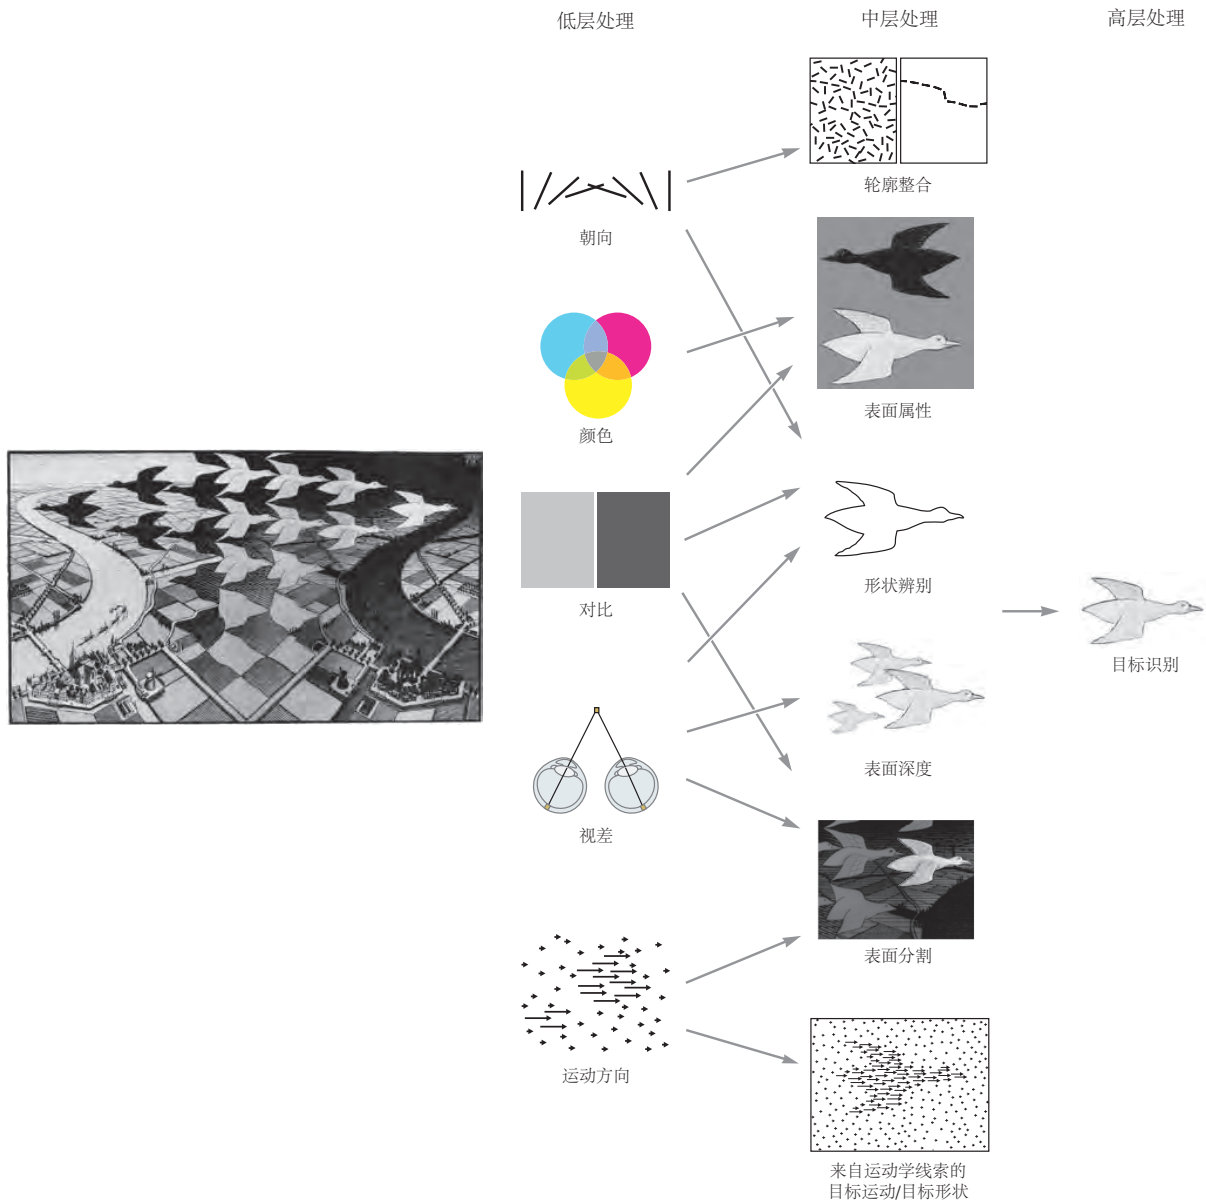 低层处理
中层处理
高层处理
轮廓整合
朝向
表面属性
颜色
形状辨别
对比
目标识别
表面深度
视差
表面分割
运动方向
来自运动学线索的
目标运动/目标形状